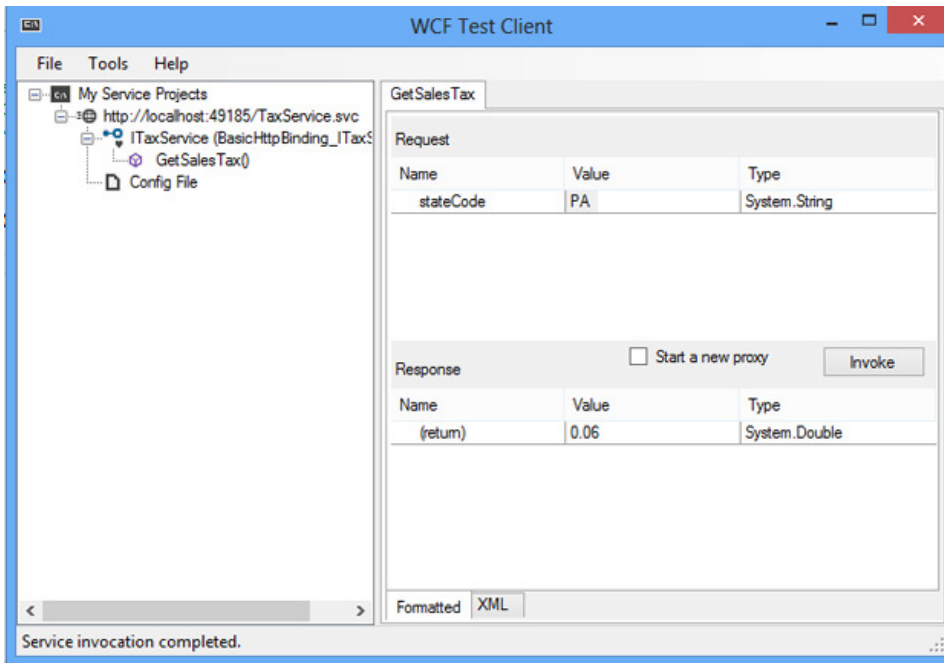 WCF Test Client
File Tools Help
My Service Projects
http://localhost:49185/TaxService.svc
ITaxService (BasicHttpBinding_ITaxS
GetSalesTax()
Config File
GetSalesTax
Request
Name Value Type
stateCode PA System.String
Response Start a new proxy Invoke
Name Value Type
(return) 0.06 System.Double
Formatted XML
Service invocation completed.